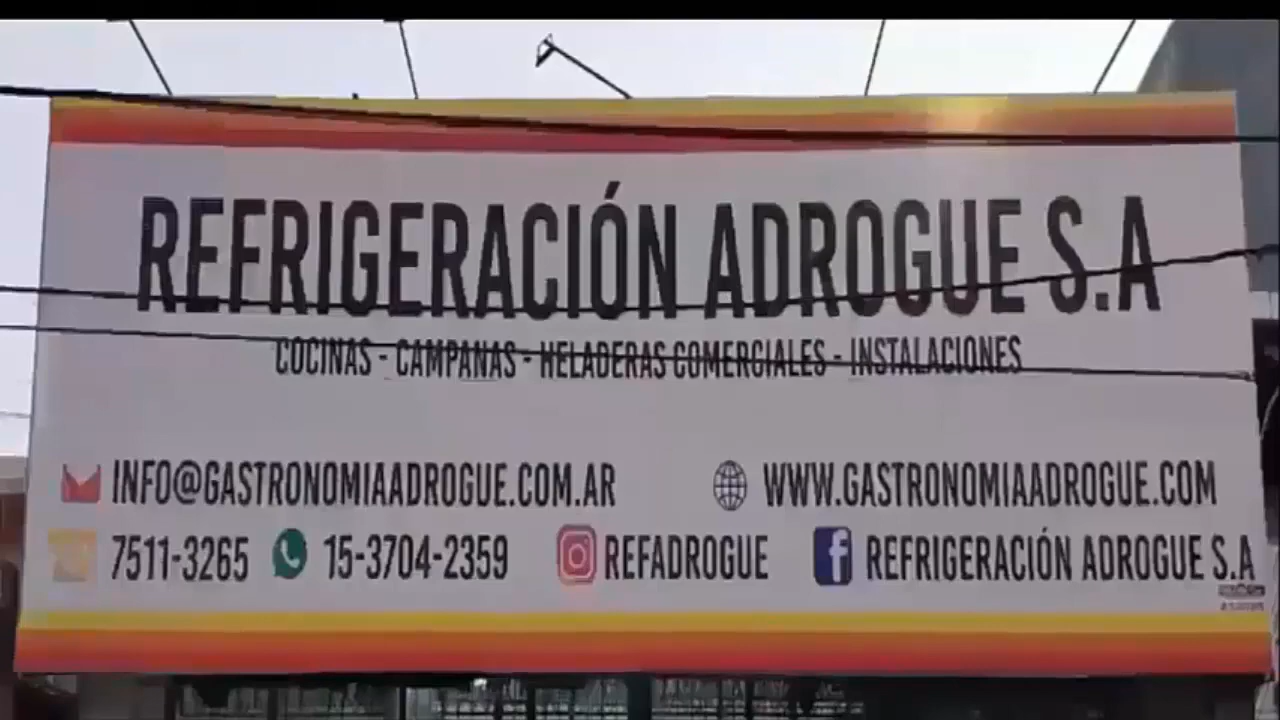 REFRIGERACIÓN ADROGUE S.A
COCINAS - CAMPANAS - HELADERAS COMERCIALES - INSTALACIONES
INFO@GASTRONOMIAADROGUE.COM.AR WWW.GASTRONOMIAADROGUE.COM
7511-3265 15-3704-2359 REFADROGUE REFRIGERACIÓN ADROGUE S.A